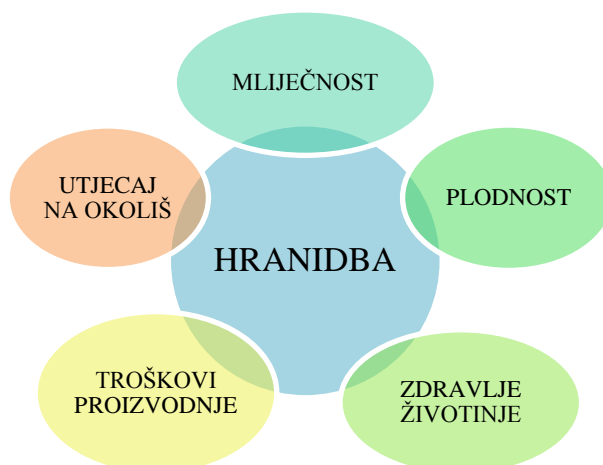 MLIJEČNOST
UTJECAJ
NA OKOLIŠ
PLODNOST
HRANIDBA
TROŠKOVI
PROIZVODNJE
ZDRAVLJE
ŽIVOTINJE